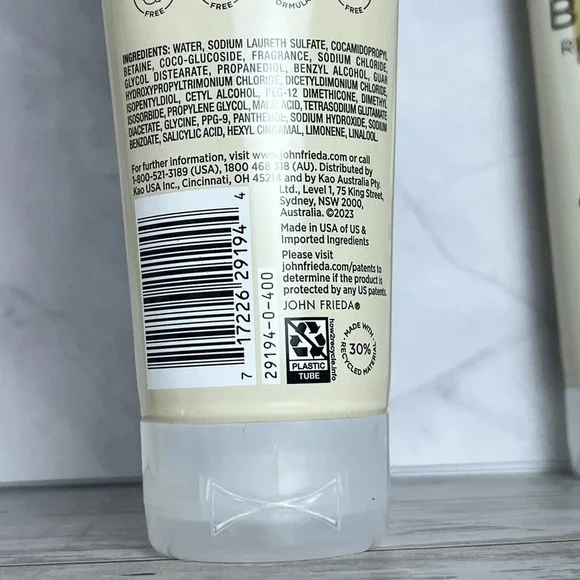 FREE
FORMULA
FREE
B
R
INGREDIENTS: WATER, SODIUM LAURETH SULFATE, COCAMIDOPROPYL
BETAINE, COCO-GLUCOSIDE, FRAGRANCE, SODIUM CHLORIDE,
GLYCOL DISTEARATE, PROPANEDIOL, BENZYL ALCOHOL, GUAR
HYDROXYPROPYLTRIMONIUM CHLORIDE, DICETYLDIMONIUM CHLORIDE,
ISOPENTYLDIOL, CETYL ALCOHOL, PEG-12 DIMETHICONE, DIMETHYL
ISOSORBIDE, PROPYLENE GLYCOL, MALIC ACID, TETRASODIUM GLUTAMATE
DIACETATE, GLYCINE, PPG-9, PANTHENOL, SODIUM HYDROXIDE, SODIUM
BENZOATE, SALICYLIC ACID, HEXYL CINNAMAL, LIMONENE, LINALOOL.
For further information, visit www.johnfrieda.com or call
1-800-521-3189 (USA), 1800 468 318 (AU). Distributed by
Kao USA Inc., Cincinnati, OH 45214 and by Kao Australia Pty.
Ltd., Level 1, 75 King Street,
Sydney, NSW 2000,
Australia. ©2023
Made in USA of US &
Imported Ingredients
Please visit
johnfrieda.com/patents to
determine if the product is
protected by any US patents.
JOHN FRIEDA®
7 17226 29194 4
29194-0-400
PLASTIC
TUBE
how2recycle.info
• MADE WITH •
30%
RECYCLED MATERIAL